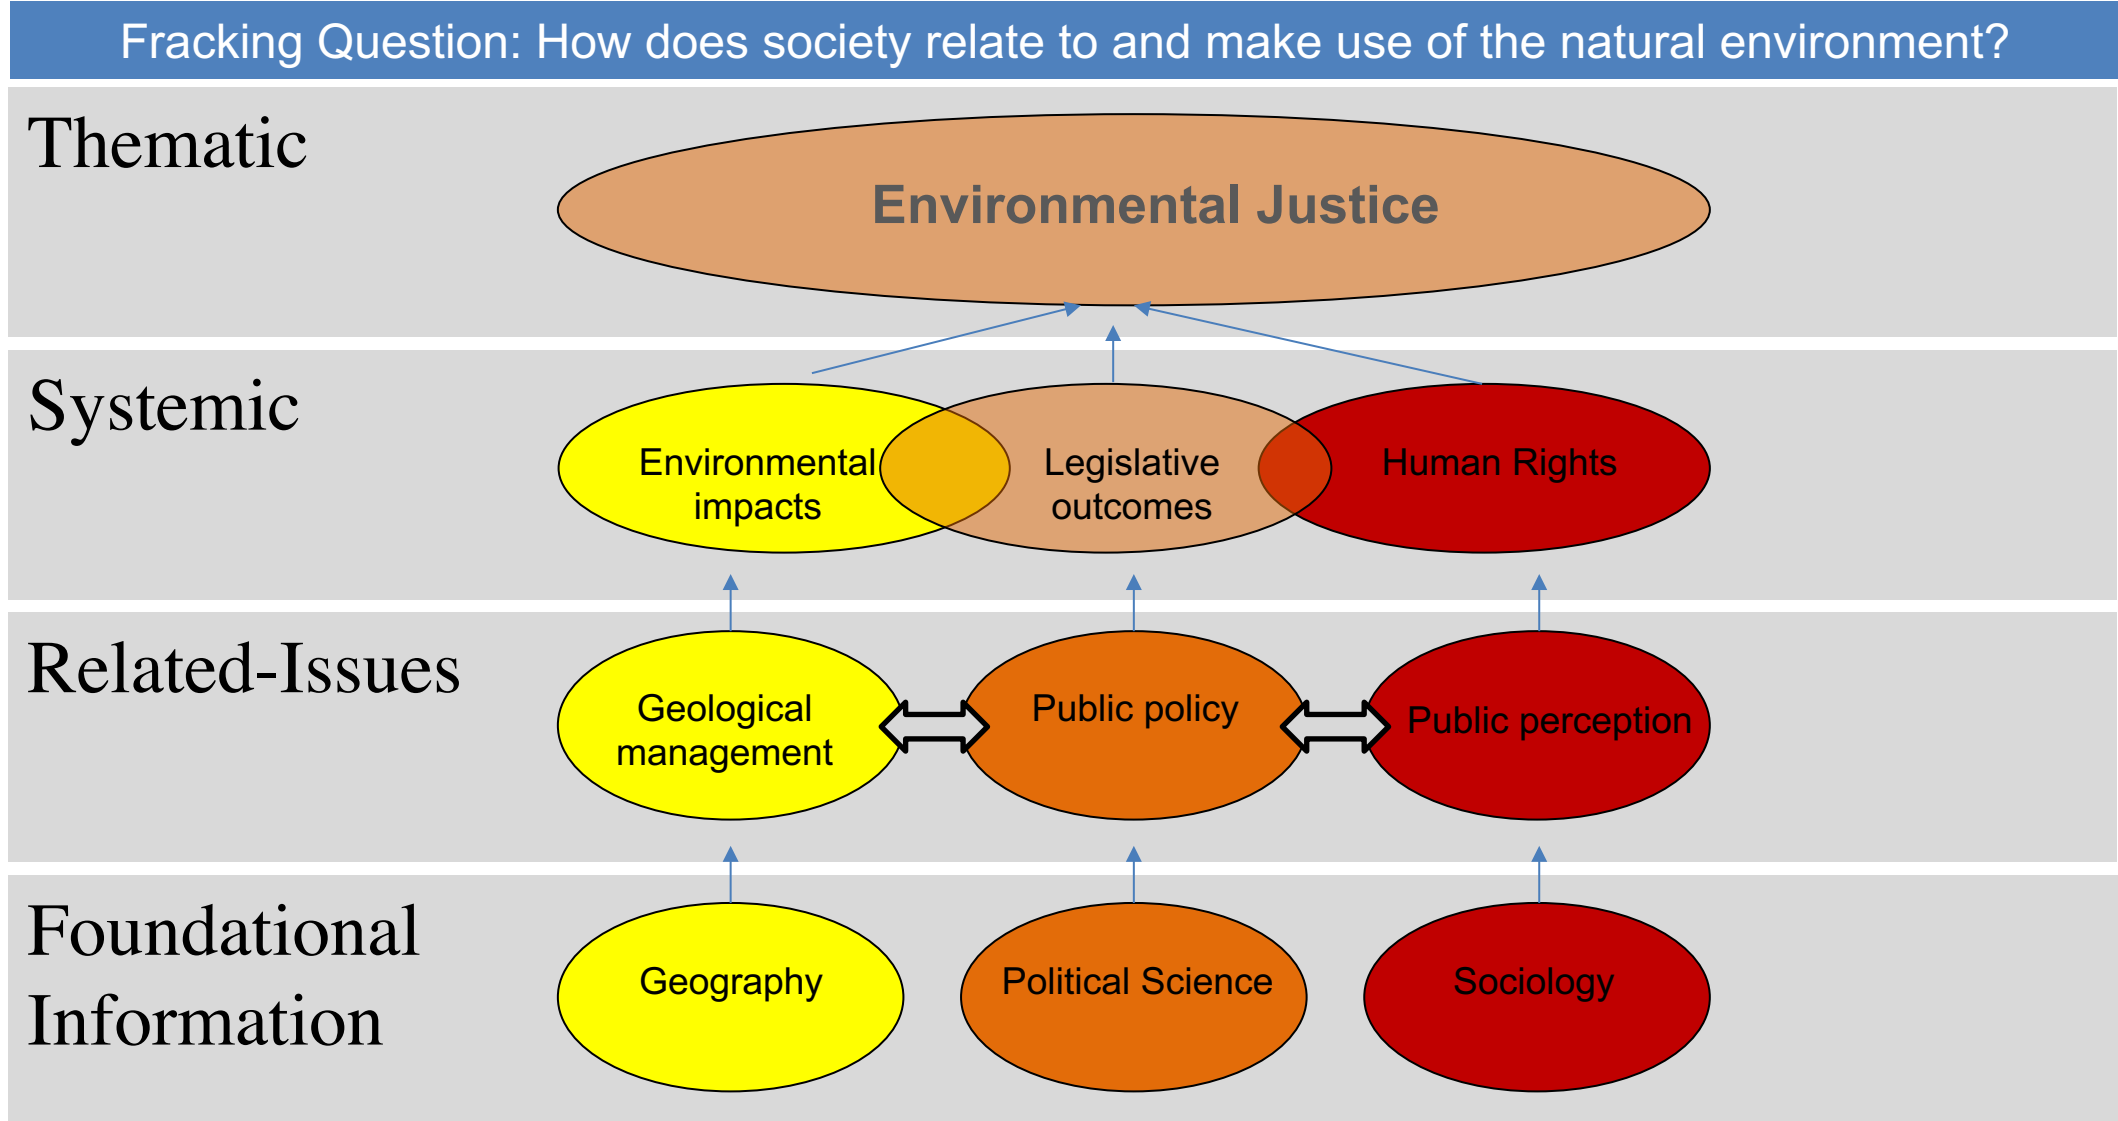 Fracking Question: How does society relate to and make use of the natural environment?
Thematic
Environmental Justice
Systemic
Environmental
impacts
Legislative
outcomes
Human Rights
Related-Issues
Geological
management
Public policy
Public perception
Foundational
Information
Geography
Political Science
Sociology